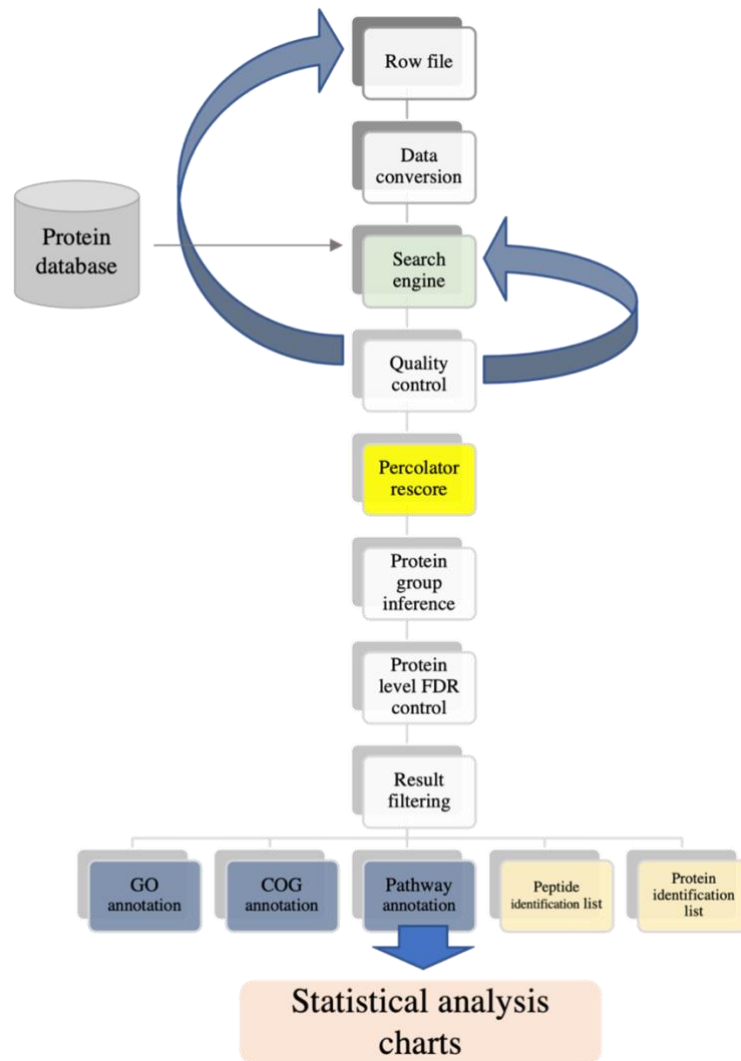 Row file
Data
conversion
Protein
database
Search
engine
Quality
control
Percolator
rescore
Protein
group
inference
Protein
level FDR
control
Result
filtering
GO
annotation
COG
annotation
Pathway
annotation
Peptide
identification list
Protein
identification
list
Statistical analysis
charts